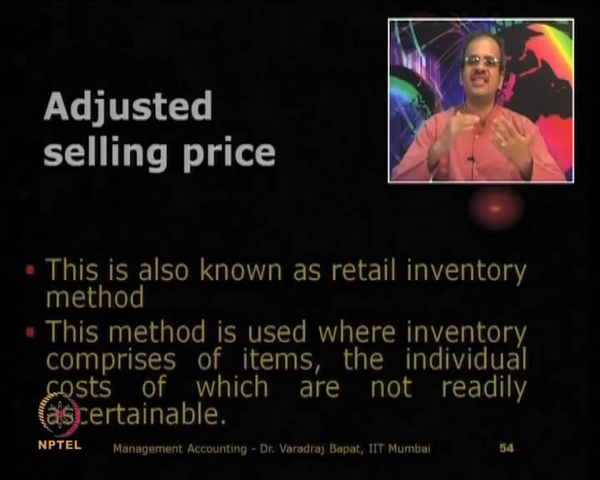 Adjusted
selling price
This is also known as retail inventory
method
This method is used where inventory
comprises of items, the individual
costs of which are not readily
ascertainable.
NPTEL
Management Accounting - Dr. Varadraj Bapat, IIT Mumbai
54